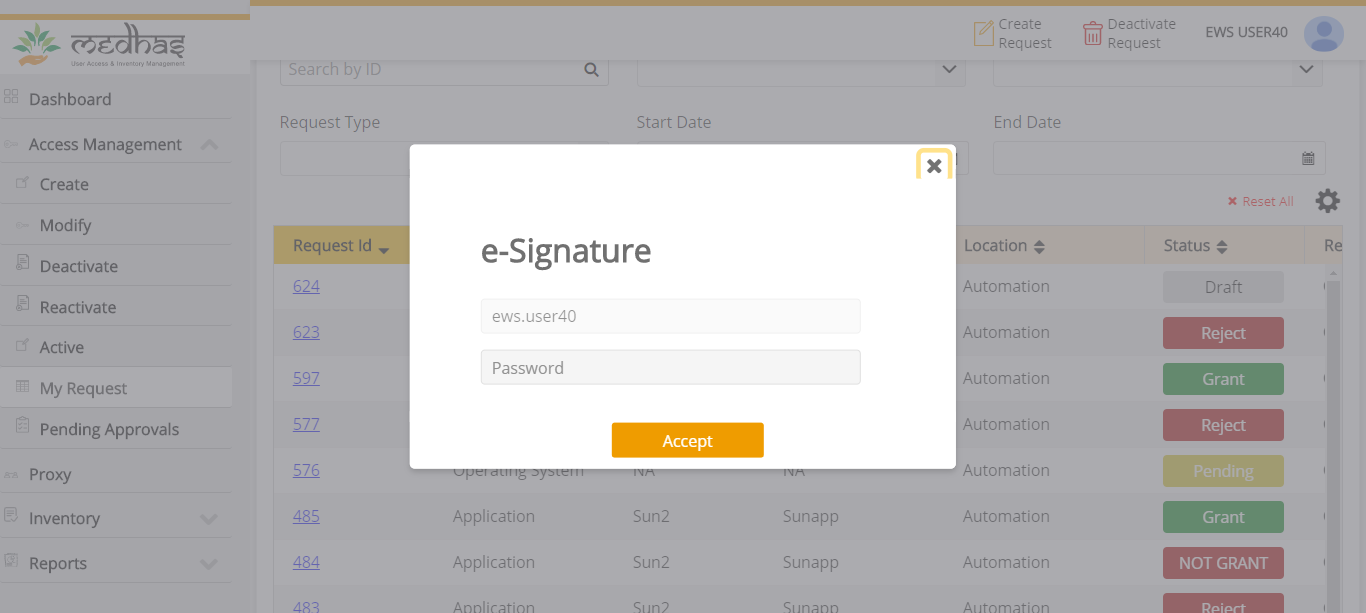 medhas
User Access & Inventory Management
Create
Request
Deactivate
Request
EWS USER40
Dashboard
Access Management
Create
Modify
Deactivate
Reactivate
Active
My Request
Pending Approvals
Proxy
Inventory
Reports
Search by ID
Request Type
Start Date
End Date
Reset All
Request Id
Location
Status
Re
624
Automation
Draft
623
Automation
Reject
597
Automation
Grant
577
Automation
Reject
576
Operating System
NA
NA
Automation
Pending
485
Application
Sun2
Sunapp
Automation
Grant
484
Application
Sun2
Sunapp
Automation
NOT GRANT
483
Application
Sun2
Sunapp
Automation
Reject
e-Signature
ews.user40
Password
Accept